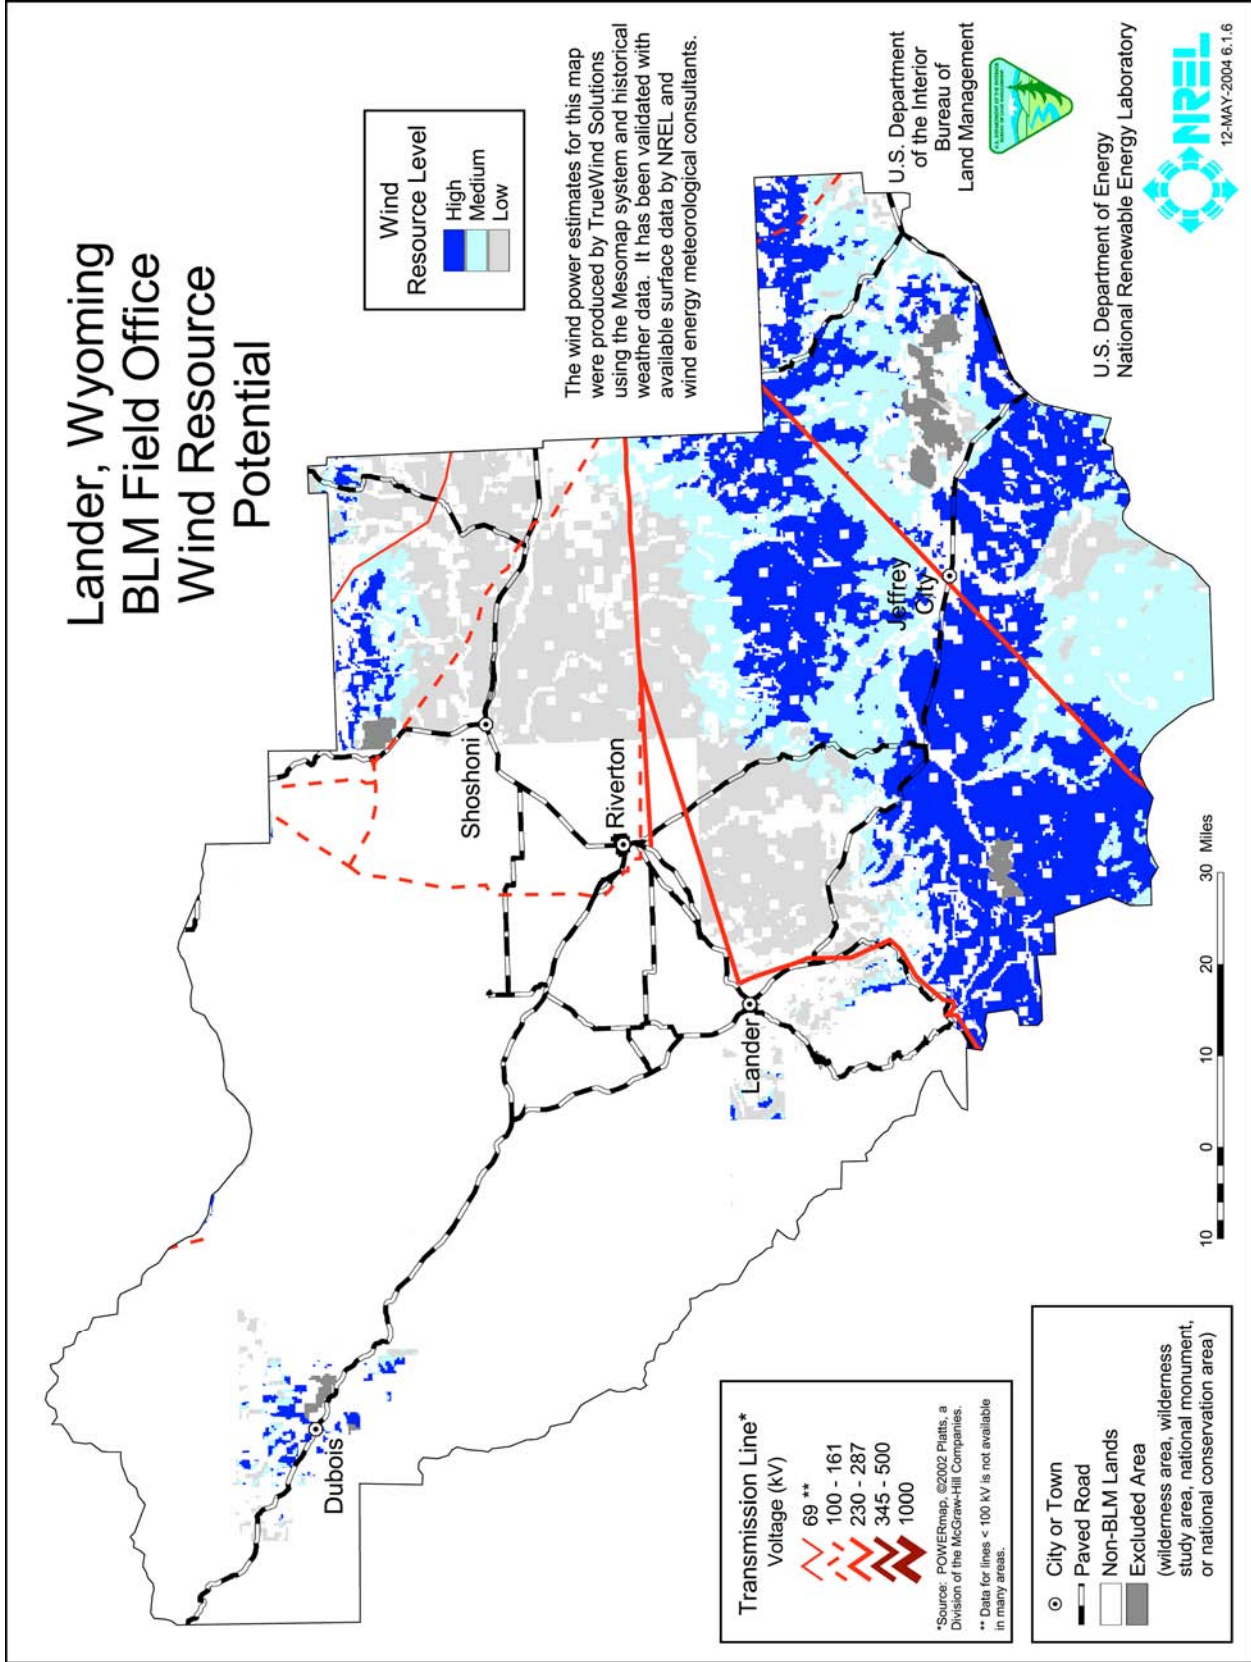 Lander, Wyoming
BLM Field Office
Wind Resource
Potential
Wind
Resource Level
High
Medium
Low
The wind power estimates for this map
were produced by TrueWind Solutions
using the Mesomap system and historical
weather data.  It has been validated with
available surface data by NREL and
wind energy meteorological consultants.
Dubois
Shoshoni
Riverton
Lander
Jeffrey
City
Transmission Line*
Voltage (kV)
69 **
100 - 161
230 - 287
345 - 500
1000
*Source:  POWERmap, ©2002 Platts, a
Division of the McGraw-Hill Companies.
** Data for lines < 100 kV is not available
in many areas.
City or Town
Paved Road
Non-BLM Lands
Excluded Area
(wilderness area, wilderness
study area, national monument,
or national conservation area)
10 0 10 20 30 Miles
U.S. Department
of the Interior
Bureau of
Land Management
U.S. Department of Energy
National Renewable Energy Laboratory
NREL
12-MAY-2004 6.1.6